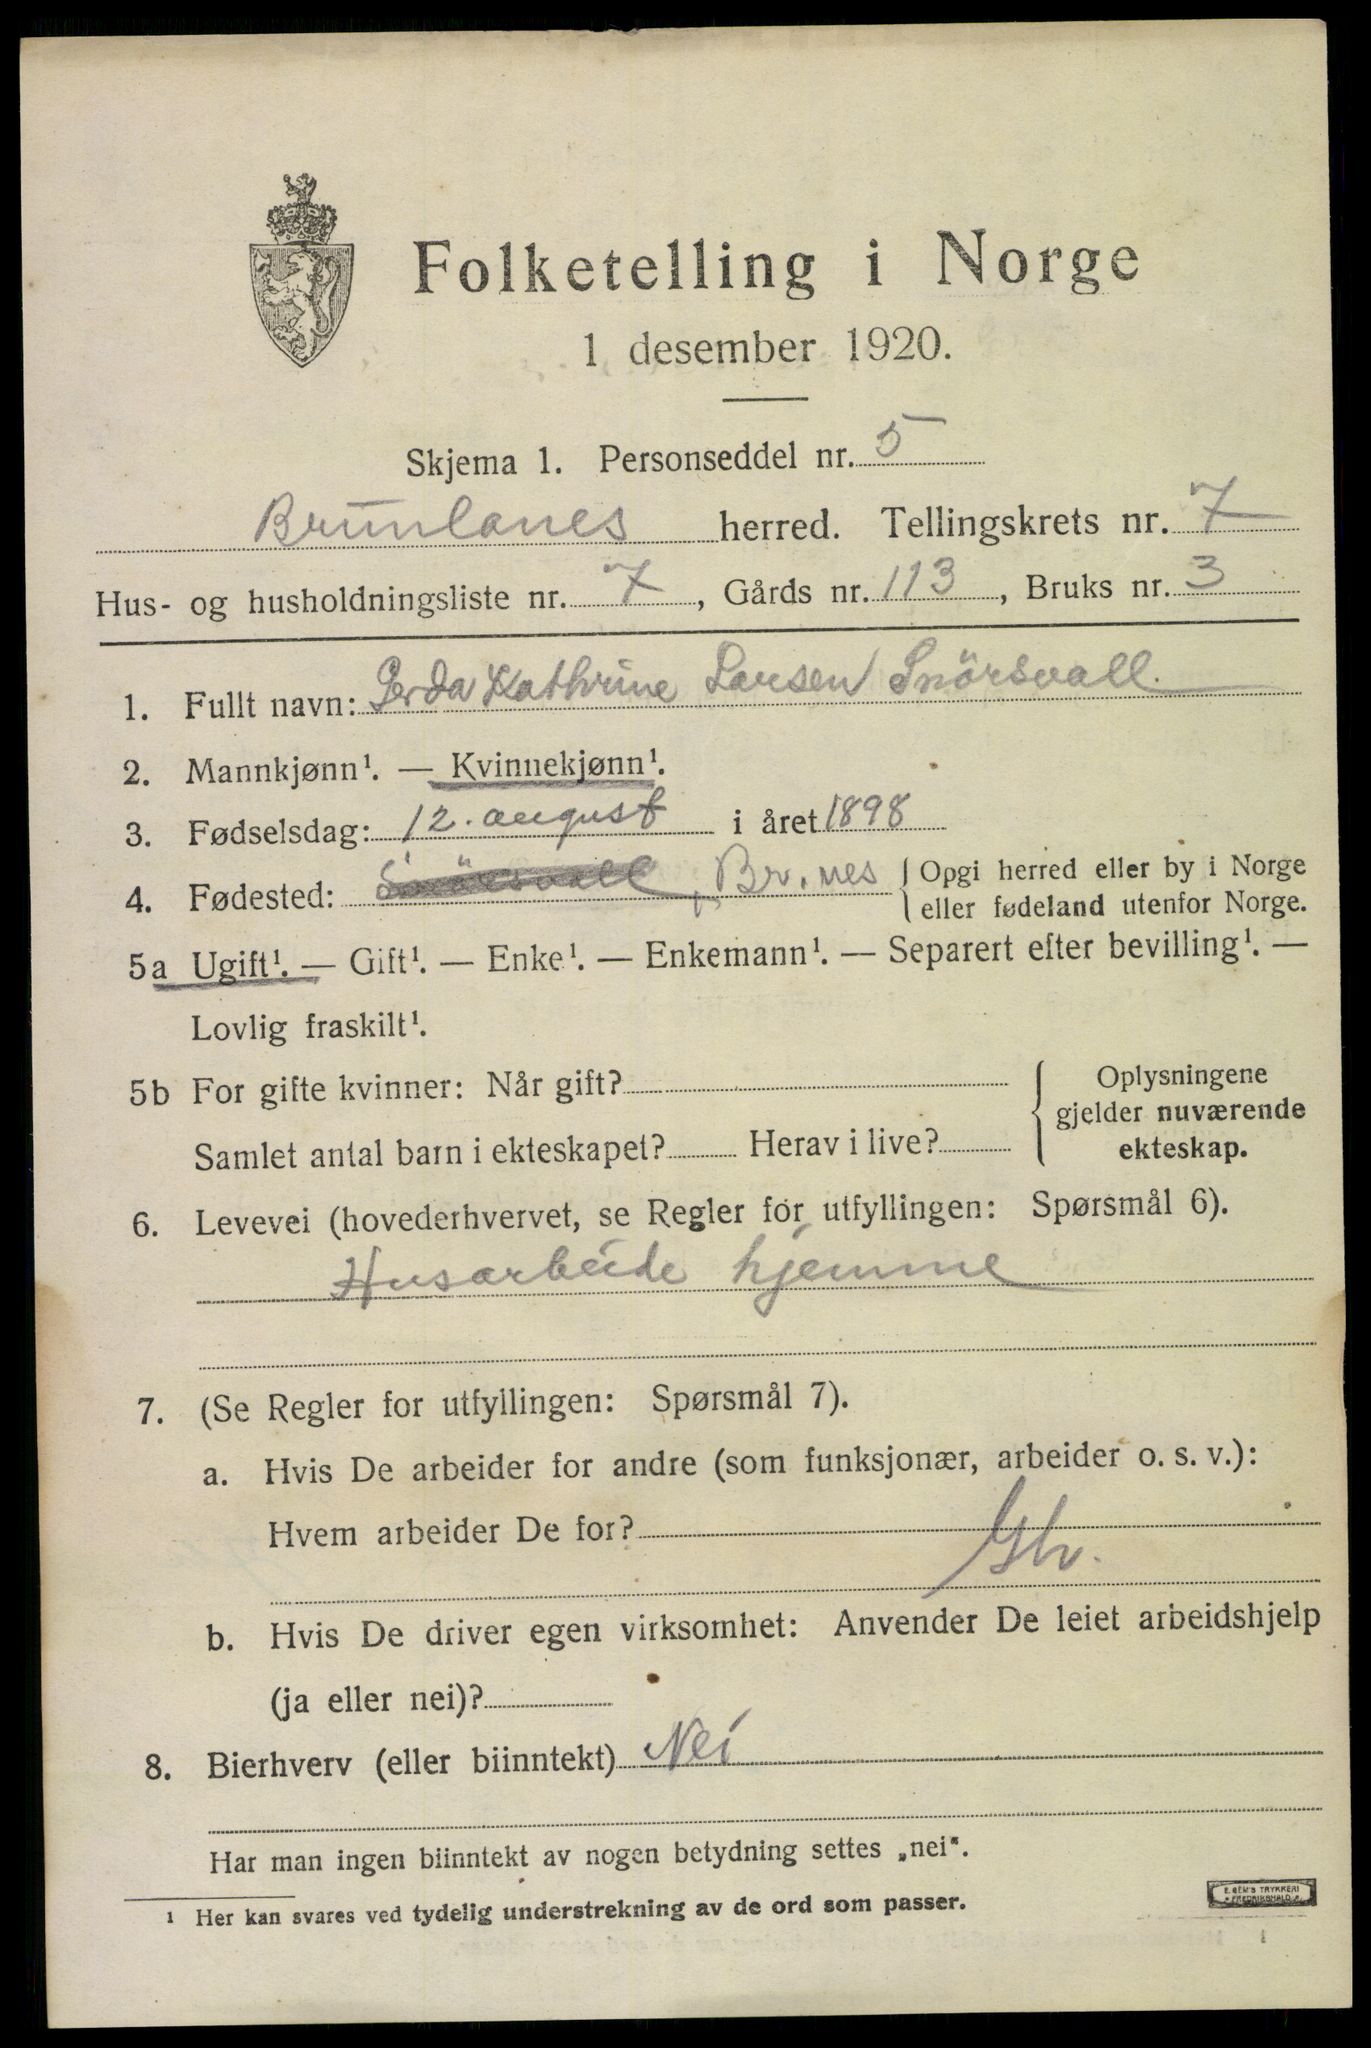 Folketelling i Norge
1 desember 1920.
Skjema 1. Personseddel nr. 5
Brunlanes herred. Tellingskrets nr. 7
Hus- og husholdningsliste nr. 7, Gårds nr. 113, Bruks nr. 3
1. Fullt navn: Gerda Kathrine Larsen Snörsvall.
2. Mannkjønn¹. — Kvinnekjønn¹.
3. Fødselsdag: 12. august i året 1898
4. Fødested: Snörsvall, Br.nes { Opgi herred eller by i Norge
eller fødeland utenfor Norge.
5a Ugift¹. — Gift¹. — Enke¹. — Enkemann¹. — Separert efter bevilling¹. —
Lovlig fraskilt¹.
5b For gifte kvinner: Når gift? { Oplysningene
gjelder nuværende
Samlet antal barn i ekteskapet? Herav i live? ekteskap.
6. Levevei (hovederhvervet, se Regler for utfyllingen: Spørsmål 6).
Husarbeide hjemme
7. (Se Regler for utfyllingen: Spørsmål 7).
a. Hvis De arbeider for andre (som funksjonær, arbeider o. s. v.):
Hvem arbeider De for?
b. Hvis De driver egen virksomhet: Anvender De leiet arbeidshjelp
(ja eller nei)?
8. Bierhverv (eller biinntekt) Nei
Har man ingen biinntekt av nogen betydning settes „nei“.
¹ Her kan svares ved tydelig understrekning av de ord som passer.
E. SEM'S TRYKKERI
FREDRIKSHALD